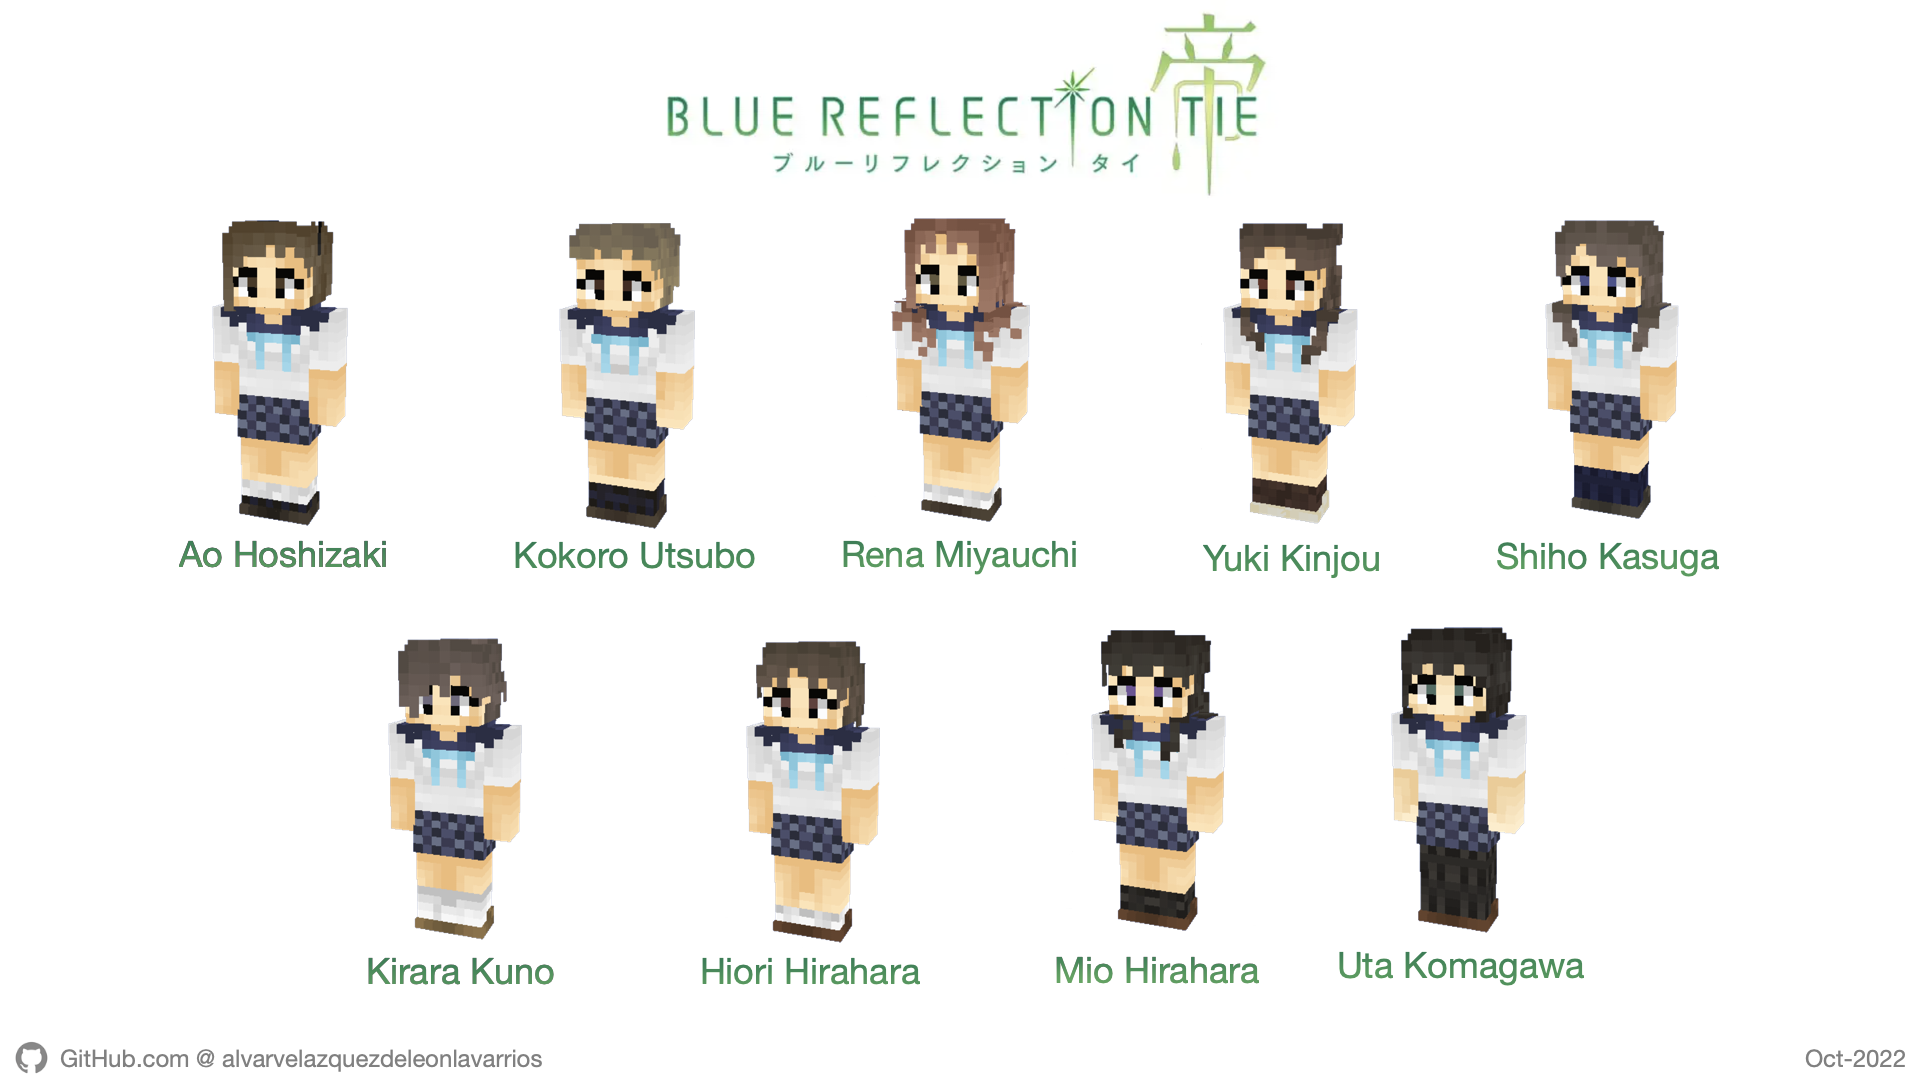 帝
BLUE REFLECTION TIE
ブルーリフレクション タイ
Ao Hoshizaki
Kokoro Utsubo
Rena Miyauchi
Yuki Kinjou
Shiho Kasuga
Kirara Kuno
Hiori Hirahara
Mio Hirahara
Uta Komagawa
GitHub.com @ alvarvelazquezdeleonlavarrios
Oct-2022